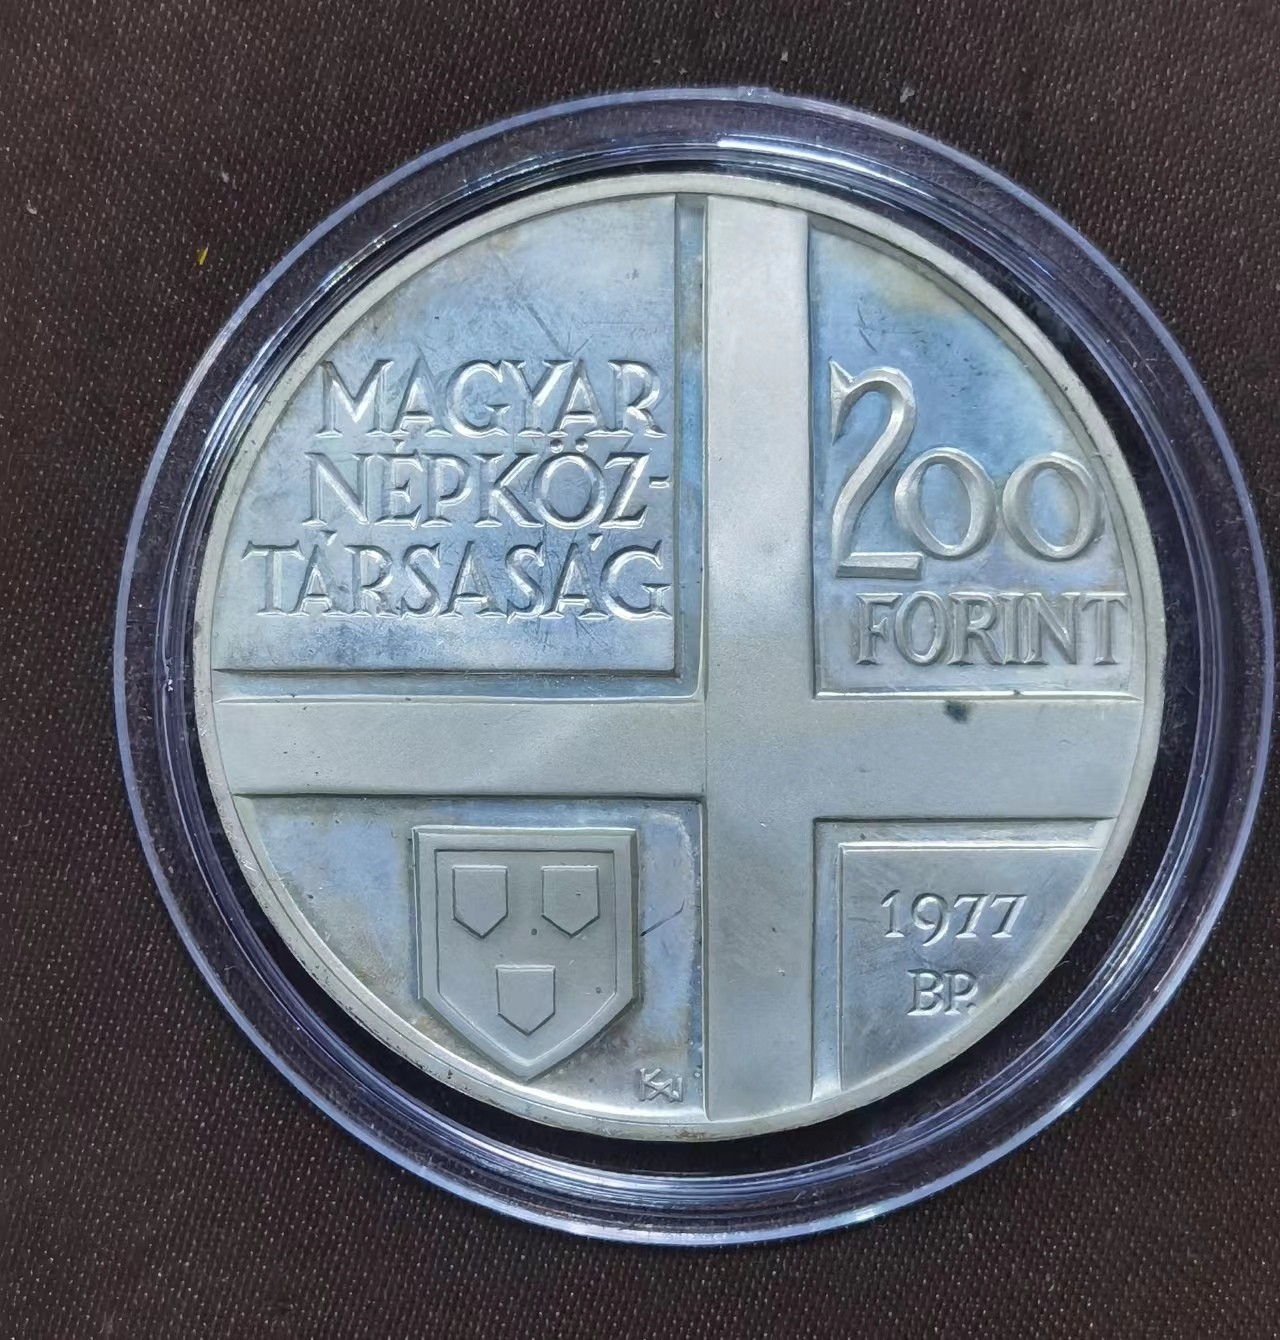 MAGYAR
NÉPKÖZ-
TÁRSASÁG
200
FORINT
1977
BP.